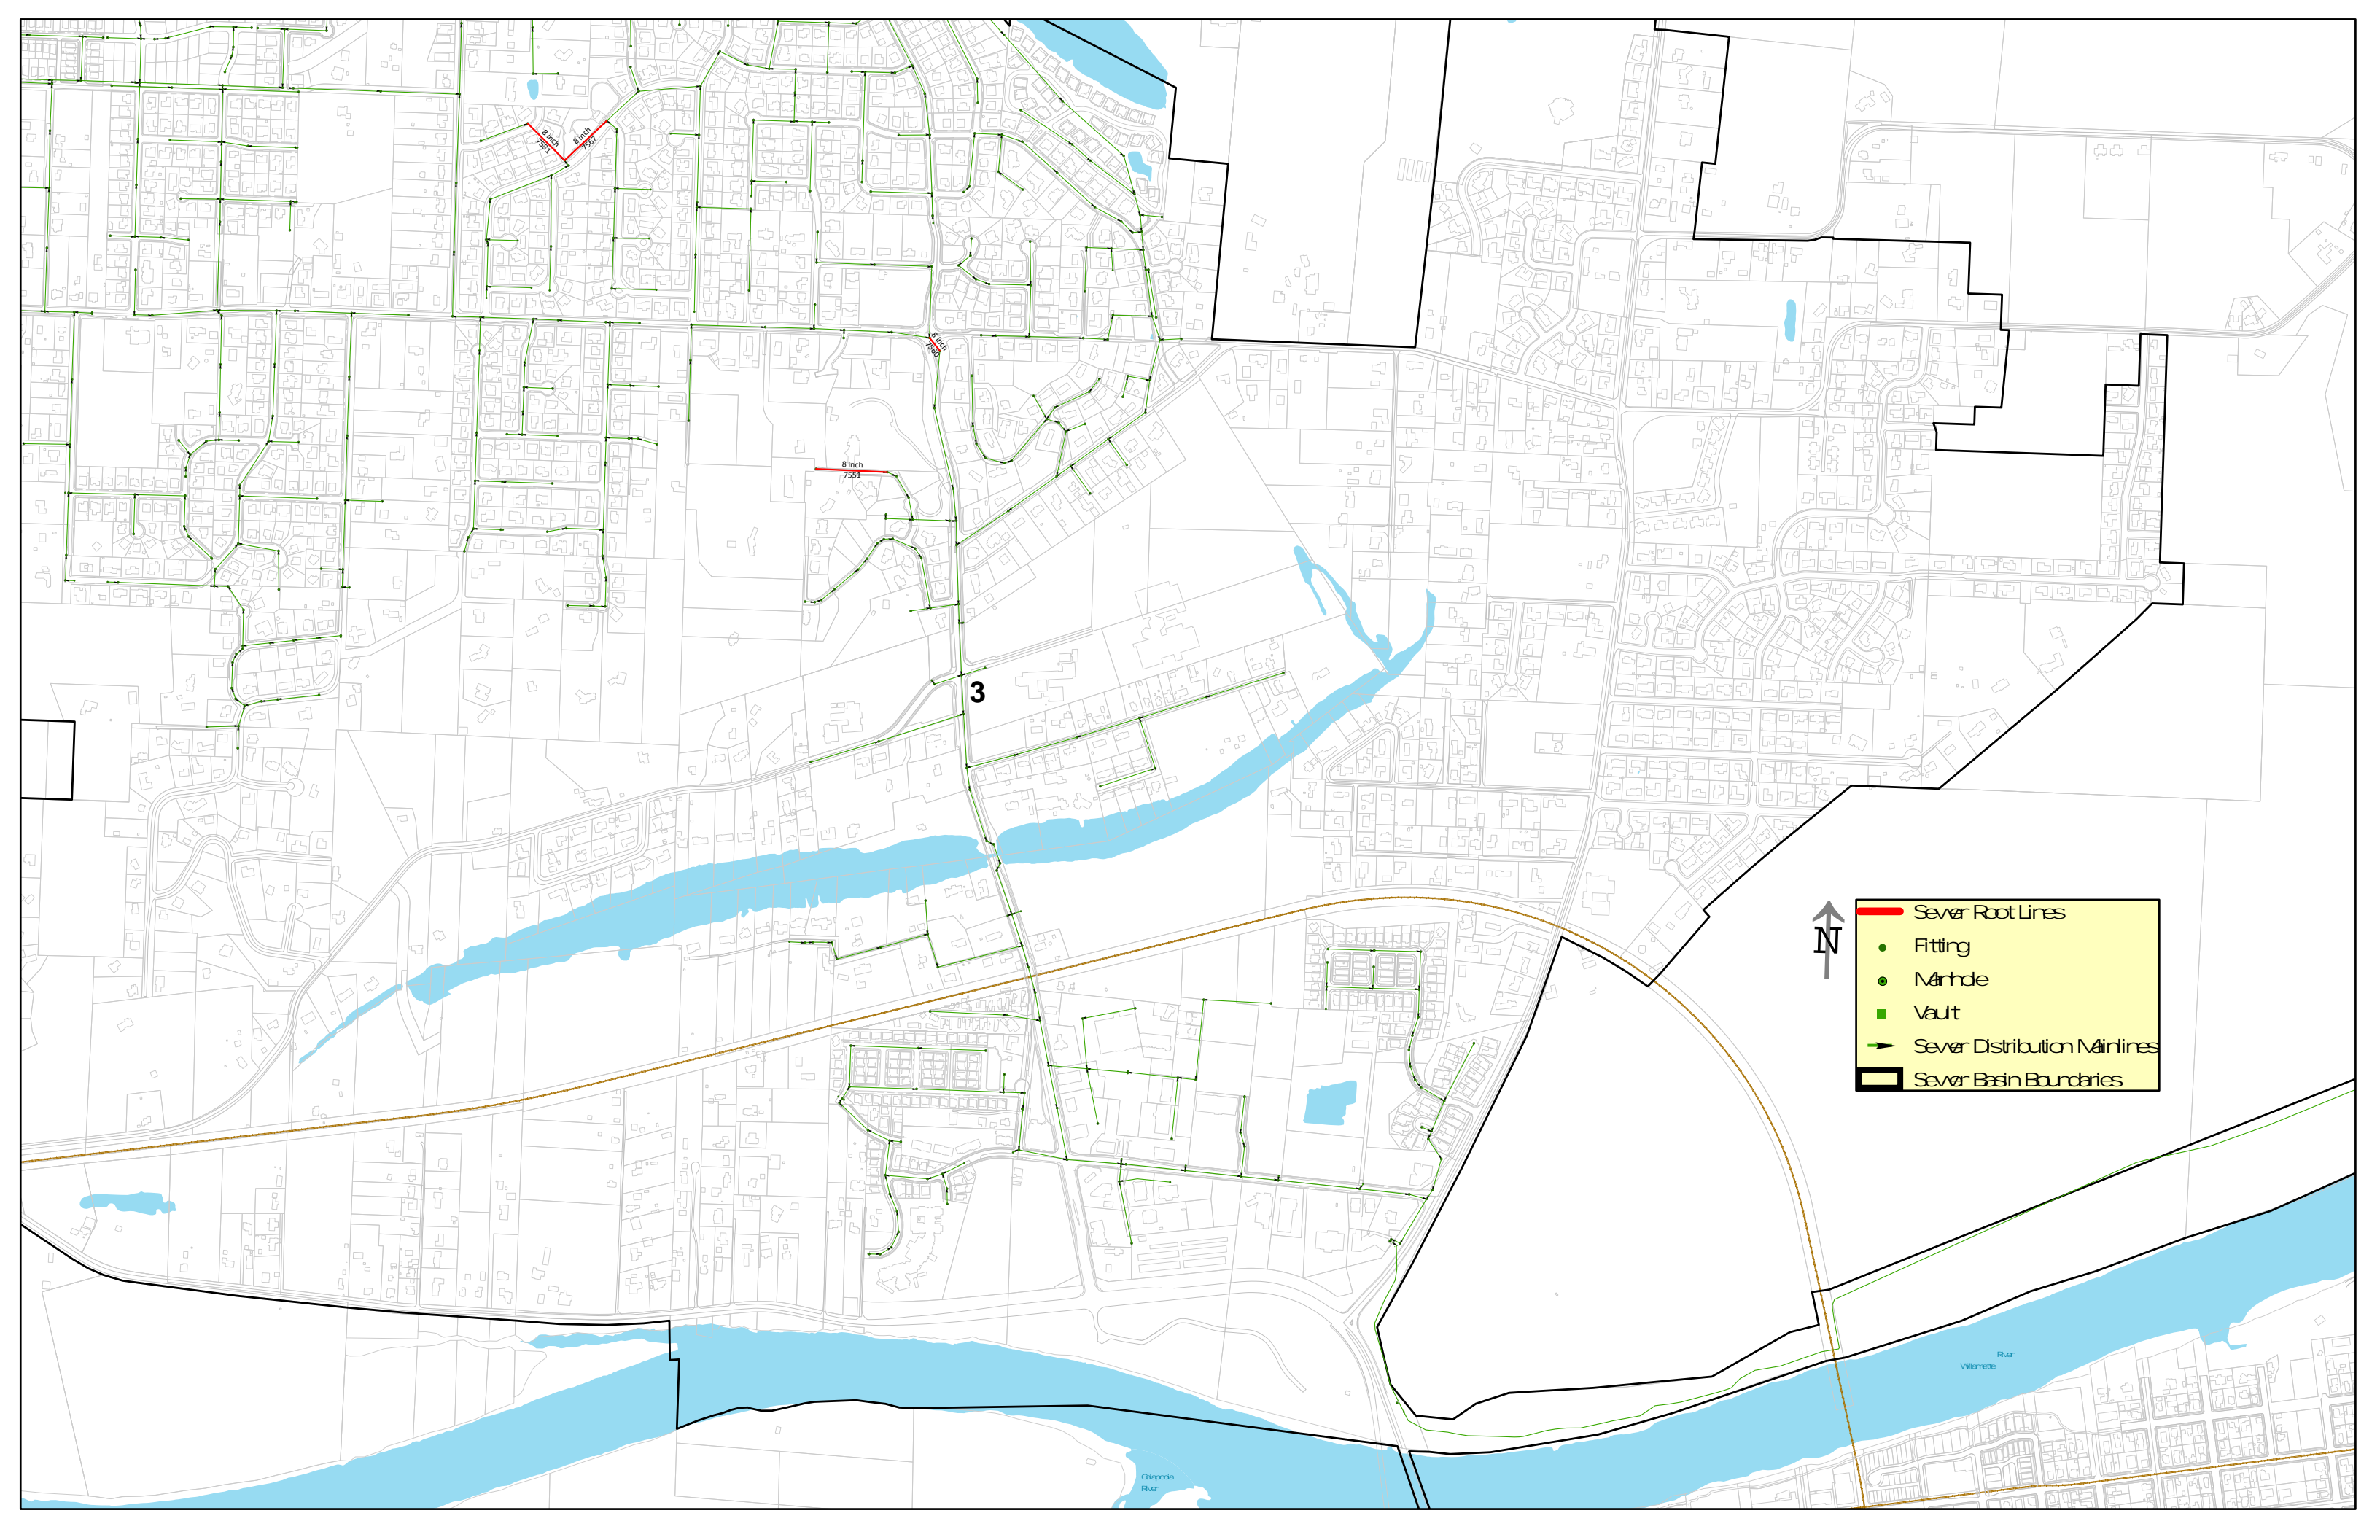 8 inch
7581
8 inch
7567
8 inch
7560
8 inch
7551
3
N
Sewer Root Lines
Fitting
Manhole
Vault
Sewer Distribution Mainlines
Sewer Basin Boundaries
River
Willamette
Calapooia
River